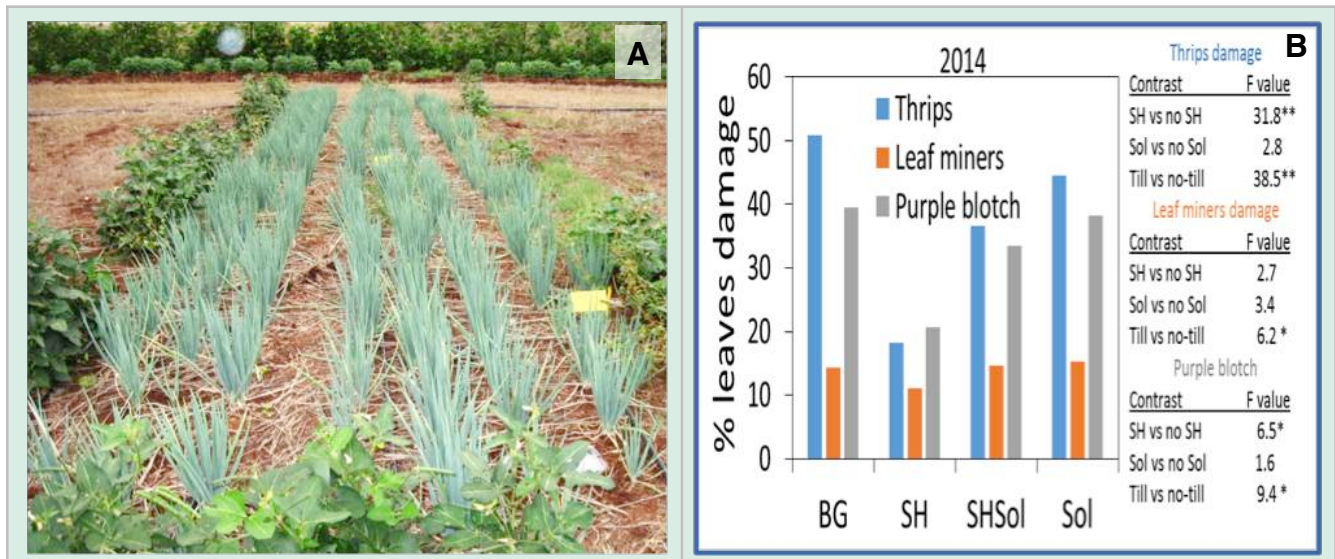 A
B
2014
% leaves damage
60
50
40
30
20
10
0
Thrips
Leaf miners
Purple blotch
BG SH SHSol Sol
Thrips damage
Contrast F value
SH vs no SH 31.8**
Sol vs no Sol 2.8
Till vs no-till 38.5**
Leaf miners damage
Contrast F value
SH vs no SH 2.7
Sol vs no Sol 3.4
Till vs no-till 6.2 *
Purple blotch
Contrast F value
SH vs no SH 6.5*
Sol vs no Sol 1.6
Till vs no-till 9.4 *